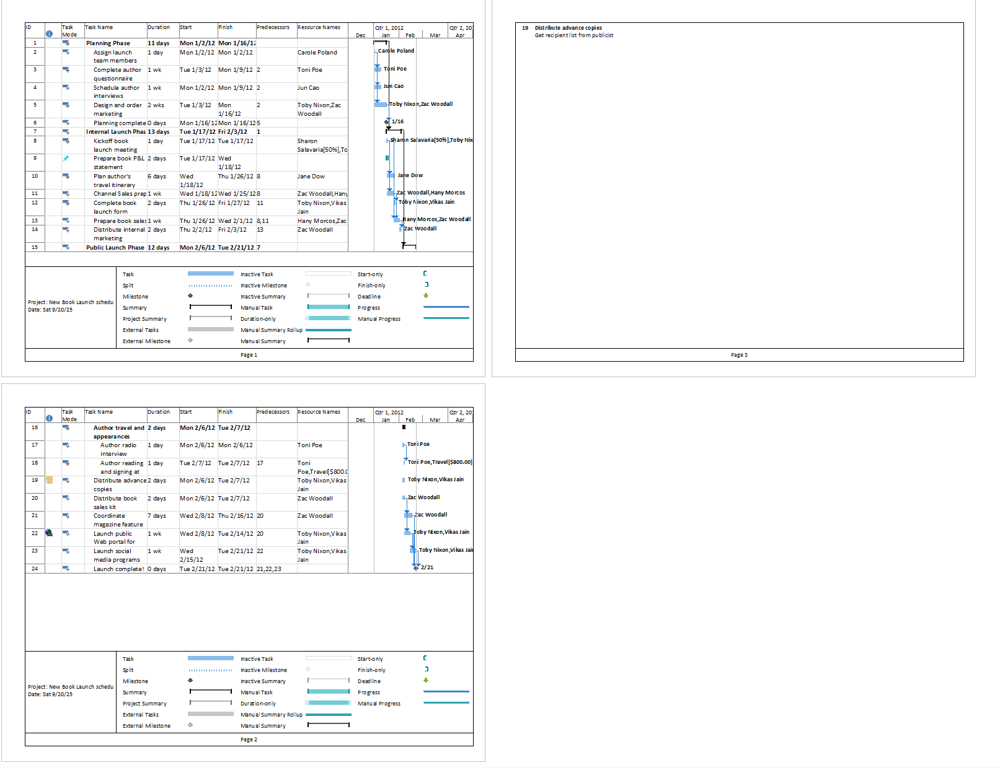 ID Task Mode Task Name Duration Start Finish Predecessors Resource Names
Qtr 1, 2012 Qtr 2, 20
Dec Jan Feb Mar Apr
1 Planning Phase 11 days Mon 1/2/12 Mon 1/16/12
2 Assign launch team members 1 day Mon 1/2/12 Mon 1/2/12 Carole Poland
3 Complete author questionnaire 1 wk Tue 1/3/12 Mon 1/9/12 2 Toni Poe
4 Schedule author interviews 1 wk Mon 1/2/12 Mon 1/9/12 2 Jun Cao
5 Design and order marketing 2 wks Tue 1/3/12 Mon 1/16/12 2 Toby Nixon,Zac Woodall
6 Planning complete 0 days Mon 1/16/12 Mon 1/16/12 5
7 Internal Launch Phas 13 days Tue 1/17/12 Fri 2/3/12 1
8 Kickoff book launch meeting 1 day Tue 1/17/12 Tue 1/17/12 Sharon Salavaria[50%],To
9 Prepare book P&L statement 2 days Tue 1/17/12 Wed 1/18/12
10 Plan author's travel itinerary 6 days Wed 1/18/12 Thu 1/26/12 8 Jane Dow
11 Channel Sales prep 1 wk Wed 1/18/12 Wed 1/25/12 8 Zac Woodall,Hany
12 Complete book launch form 2 days Thu 1/26/12 Fri 1/27/12 11 Toby Nixon,Vikas Jain
13 Prepare book sales 1 wk Thu 1/26/12 Wed 2/1/12 8,11 Hany Morcos,Zac
14 Distribute internal marketing 2 days Thu 2/2/12 Fri 2/3/12 13 Zac Woodall
15 Public Launch Phase 12 days Mon 2/6/12 Tue 2/21/12 7
Carole Poland
Toni Poe
Jun Cao
Toby Nixon,Zac Woodall
1/16
Sharon Salavaria[50%],Toby Nix
Jane Dow
Zac Woodall,Hany Morcos
Toby Nixon,Vikas Jain
Hany Morcos,Zac Woodall
Zac Woodall
Project: New Book Launch schedu
Date: Sat 9/20/25
Task Inactive Task Start-only
Split Inactive Milestone Finish-only
Milestone Inactive Summary Deadline
Summary Manual Task Progress
Project Summary Duration-only Manual Progress
External Tasks Manual Summary Rollup
External Milestone Manual Summary
Page 1
19 Distribute advance copies
Get recipient list from publicist
Page 3
ID Task Mode Task Name Duration Start Finish Predecessors Resource Names
Qtr 1, 2012 Qtr 2, 20
Dec Jan Feb Mar Apr
16 Author travel and appearances 2 days Mon 2/6/12 Tue 2/7/12
17 Author radio interview 1 day Mon 2/6/12 Mon 2/6/12 Toni Poe
18 Author reading and signing at 1 day Tue 2/7/12 Tue 2/7/12 17 Toni Poe,Travel[$800.0
19 Distribute advance copies 2 days Mon 2/6/12 Tue 2/7/12 Toby Nixon,Vikas Jain
20 Distribute book sales kit 2 days Mon 2/6/12 Tue 2/7/12 Zac Woodall
21 Coordinate magazine feature 7 days Wed 2/8/12 Thu 2/16/12 20 Zac Woodall
22 Launch public Web portal for 1 wk Wed 2/8/12 Tue 2/14/12 20 Toby Nixon,Vikas Jain
23 Launch social media programs 1 wk Wed 2/15/12 Tue 2/21/12 22 Toby Nixon,Vikas Jain
24 Launch complete! 0 days Tue 2/21/12 Tue 2/21/12 21,22,23
Toni Poe
Toni Poe,Travel[$800.00]
Toby Nixon,Vikas Jain
Zac Woodall
Zac Woodall
Toby Nixon,Vikas Jain
Toby Nixon,Vikas Jai
2/21
Project: New Book Launch schedu
Date: Sat 9/20/25
Task Inactive Task Start-only
Split Inactive Milestone Finish-only
Milestone Inactive Summary Deadline
Summary Manual Task Progress
Project Summary Duration-only Manual Progress
External Tasks Manual Summary Rollup
External Milestone Manual Summary
Page 2